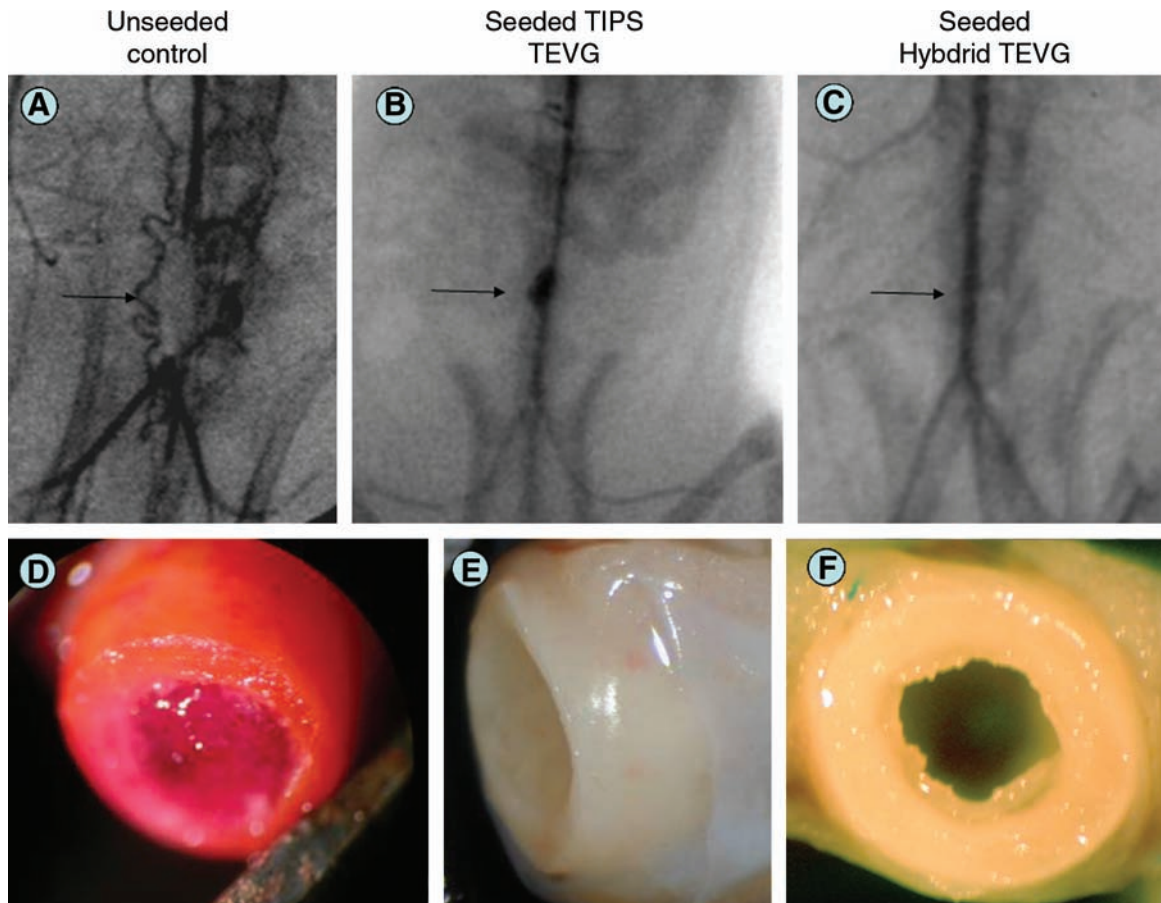 Unseeded
control
Seeded TIPS
TEVG
Seeded
Hybdrid TEVG
A
B
C
D
E
F